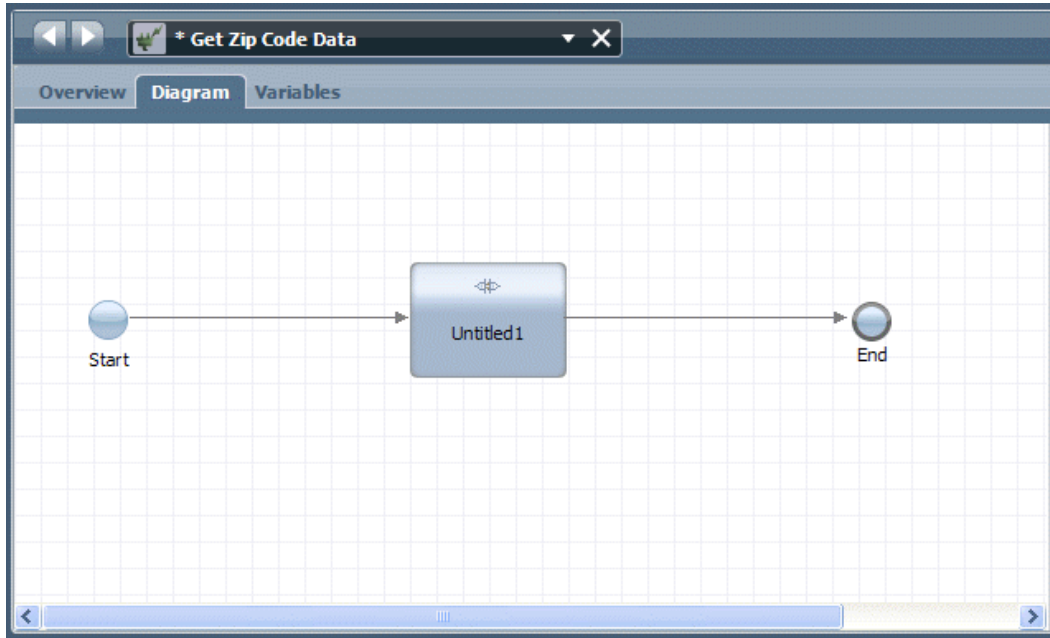 * Get Zip Code Data
Overview Diagram Variables
Untitled1
Start
End